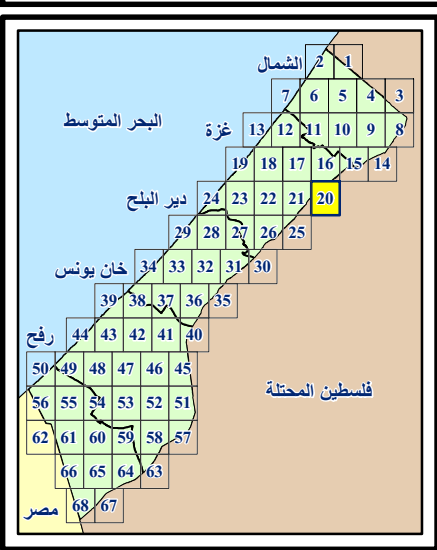 الشمال 2 1
7 6 5 4 3
البحر المتوسط غزة 13 12 11 10 9 8
19 18 17 16 15 14
دير البلح 24 23 22 21 20
29 28 27 26 25
خان يونس 34 33 32 31 30
39 38 37 36 35
رفح 44 43 42 41 40
50 49 48 47 46 45
فلسطين المحتلة
56 55 54 53 52 51
62 61 60 59 58 57
66 65 64 63
مصر 68 67